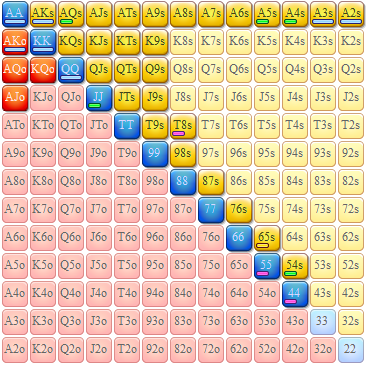 AA AKs AQs AJs ATs A9s A8s A7s A6s A5s A4s A3s A2s
AKo KK KQs KJs KTs K9s K8s K7s K6s K5s K4s K3s K2s
AQo KQo QQ QJs QTs Q9s Q8s Q7s Q6s Q5s Q4s Q3s Q2s
AJo KJo QJo JJ JTs J9s J8s J7s J6s J5s J4s J3s J2s
ATo KTo QTo JTo TT T9s T8s T7s T6s T5s T4s T3s T2s
A9o K9o Q9o J9o T9o 99 98s 97s 96s 95s 94s 93s 92s
A8o K8o Q8o J8o T8o 98o 88 87s 86s 85s 84s 83s 82s
A7o K7o Q7o J7o T7o 97o 87o 77 76s 75s 74s 73s 72s
A6o K6o Q6o J6o T6o 96o 86o 76o 66 65s 64s 63s 62s
A5o K5o Q5o J5o T5o 95o 85o 75o 65o 55 54s 53s 52s
A4o K4o Q4o J4o T4o 94o 84o 74o 64o 54o 44 43s 42s
A3o K3o Q3o J3o T3o 93o 83o 73o 63o 53o 43o 33 32s
A2o K2o Q2o J2o T2o 92o 82o 72o 62o 52o 42o 32o 22